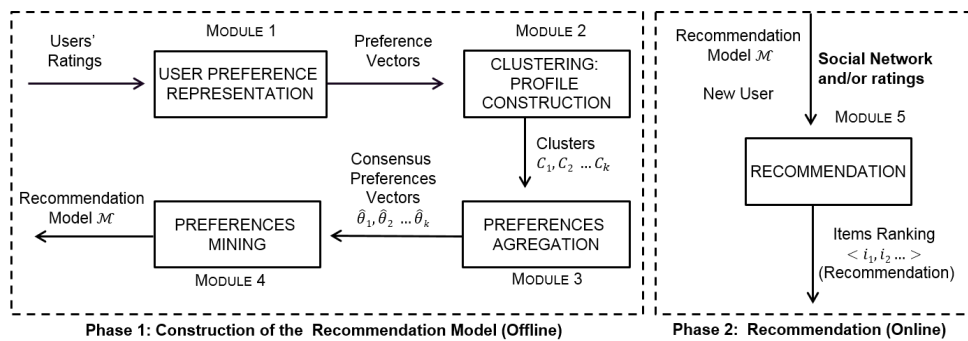 MODULE 1
Users'
Ratings
USER PREFERENCE
REPRESENTATION
Preference
Vectors
MODULE 2
CLUSTERING:
PROFILE
CONSTRUCTION
Clusters
C₁, C₂ ... Cₖ
Consensus
Preferences
Vectors
θ̂₁, θ̂₂ ... θ̂ₖ
PREFERENCES
AGREGATION
MODULE 3
PREFERENCES
MINING
MODULE 4
Recommendation
Model ℳ
Phase 1: Construction of the Recommendation Model (Offline)
Recommendation
Model ℳ
New User
Social Network
and/or ratings
MODULE 5
RECOMMENDATION
Items Ranking
< i₁, i₂ ... >
(Recommendation)
Phase 2: Recommendation (Online)